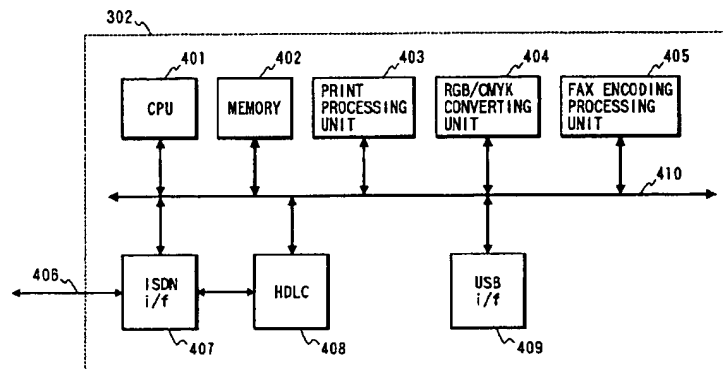 302
401
402
403
404
405
CPU
MEMORY
PRINT
PROCESSING
UNIT
RGB/CMYK
CONVERTING
UNIT
FAX ENCODING
PROCESSING
UNIT
410
406
ISDN
i/f
HDLC
USB
i/f
407
408
409